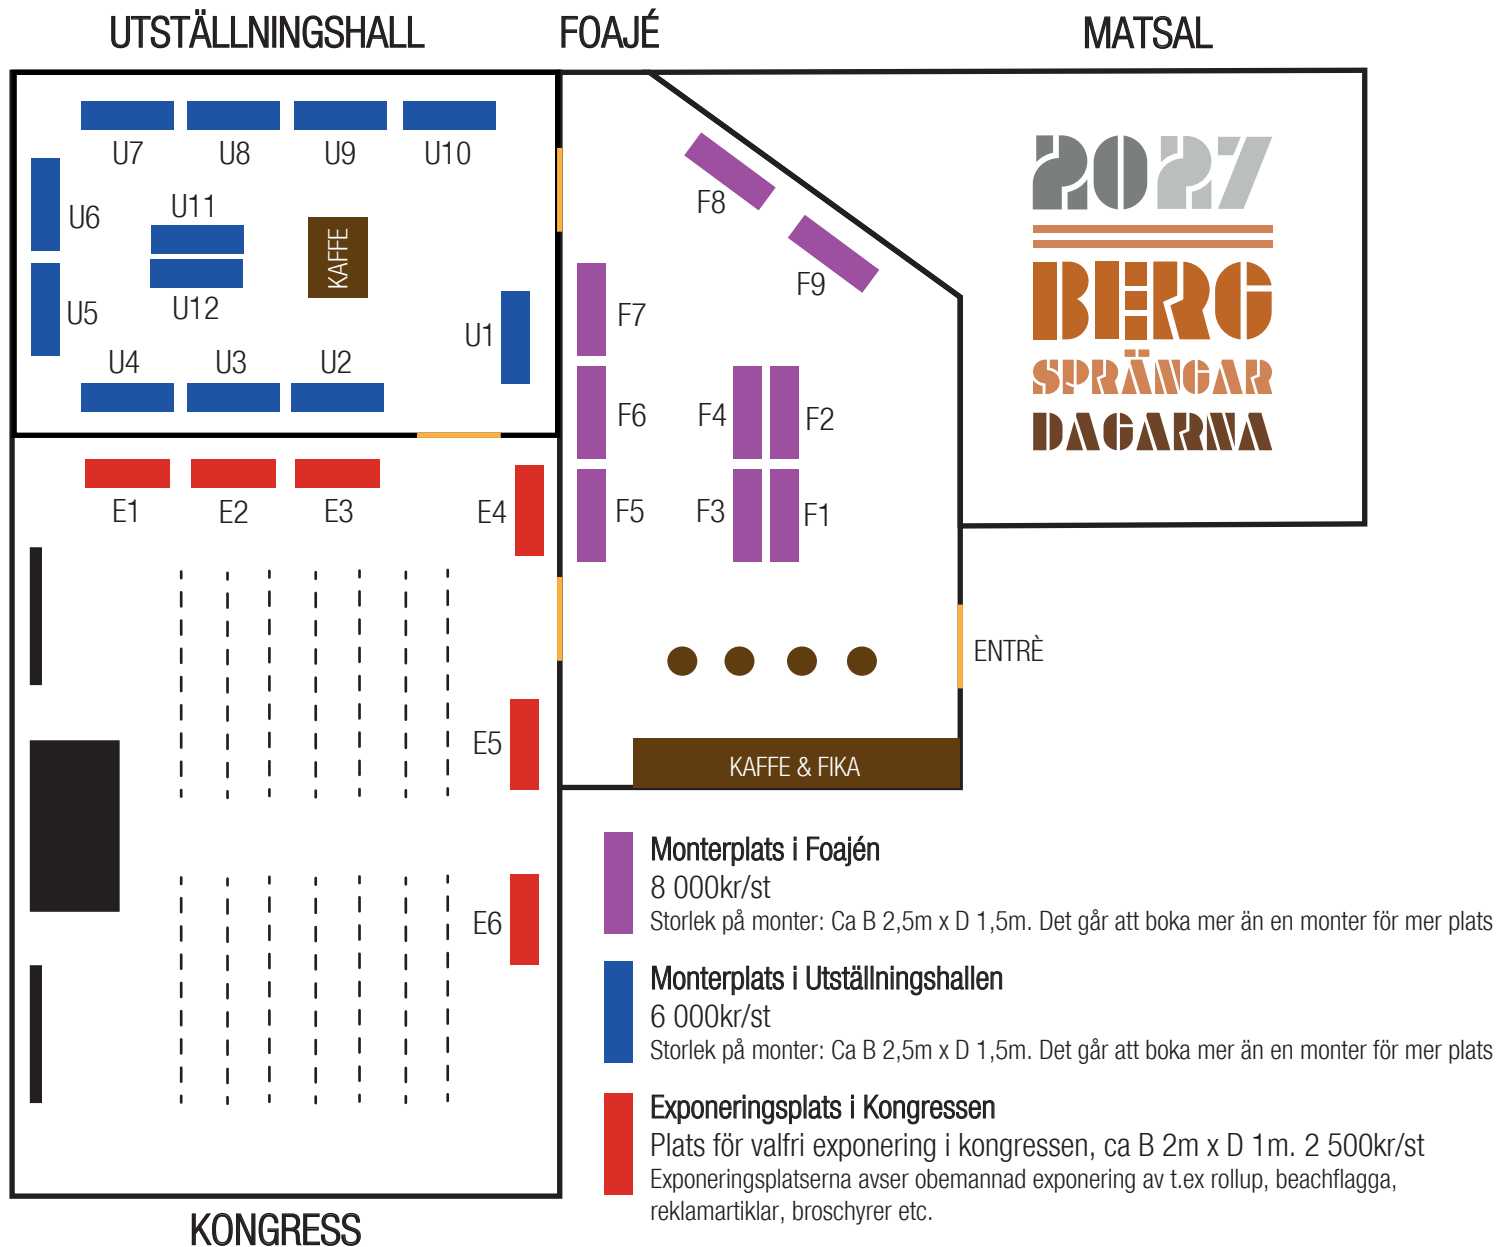 UTSTÄLLNINGSHALL
FOAJÉ
MATSAL
U7
U8
U9
U10
U6
U11
KAFFE
U5
U12
U1
U4
U3
U2
F8
F9
F7
F6
F4
F2
F5
F3
F1
2027
BERG
SPRÄNGAR
DAGARNA
E1
E2
E3
E4
E5
E6
ENTRÈ
KAFFE & FIKA
KONGRESS
Monterplats i Foajén
8 000kr/st
Storlek på monter: Ca B 2,5m x D 1,5m. Det går att boka mer än en monter för mer plats
Monterplats i Utställningshallen
6 000kr/st
Storlek på monter: Ca B 2,5m x D 1,5m. Det går att boka mer än en monter för mer plats
Exponeringsplats i Kongressen
Plats för valfri exponering i kongressen, ca B 2m x D 1m. 2 500kr/st
Exponeringsplatserna avser obemannad exponering av t.ex rollup, beachflagga,
reklamartiklar, broschyrer etc.